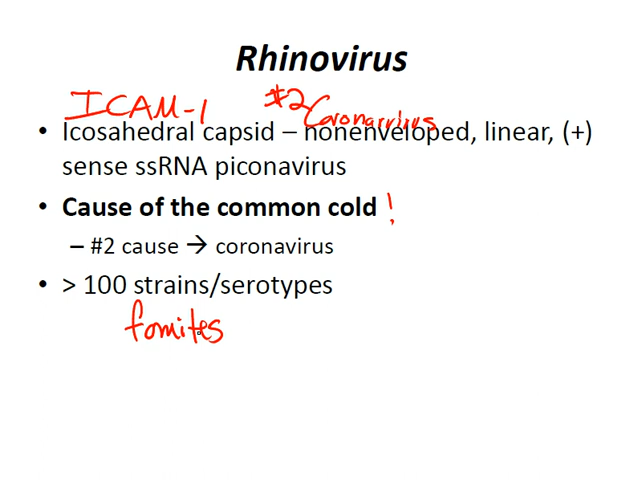 Rhinovirus
ICAM-1 #2 Coronavirus
• Icosahedral capsid – nonenveloped, linear, (+)
sense ssRNA piconavirus
• Cause of the common cold !
– #2 cause → coronavirus
• > 100 strains/serotypes
fomites